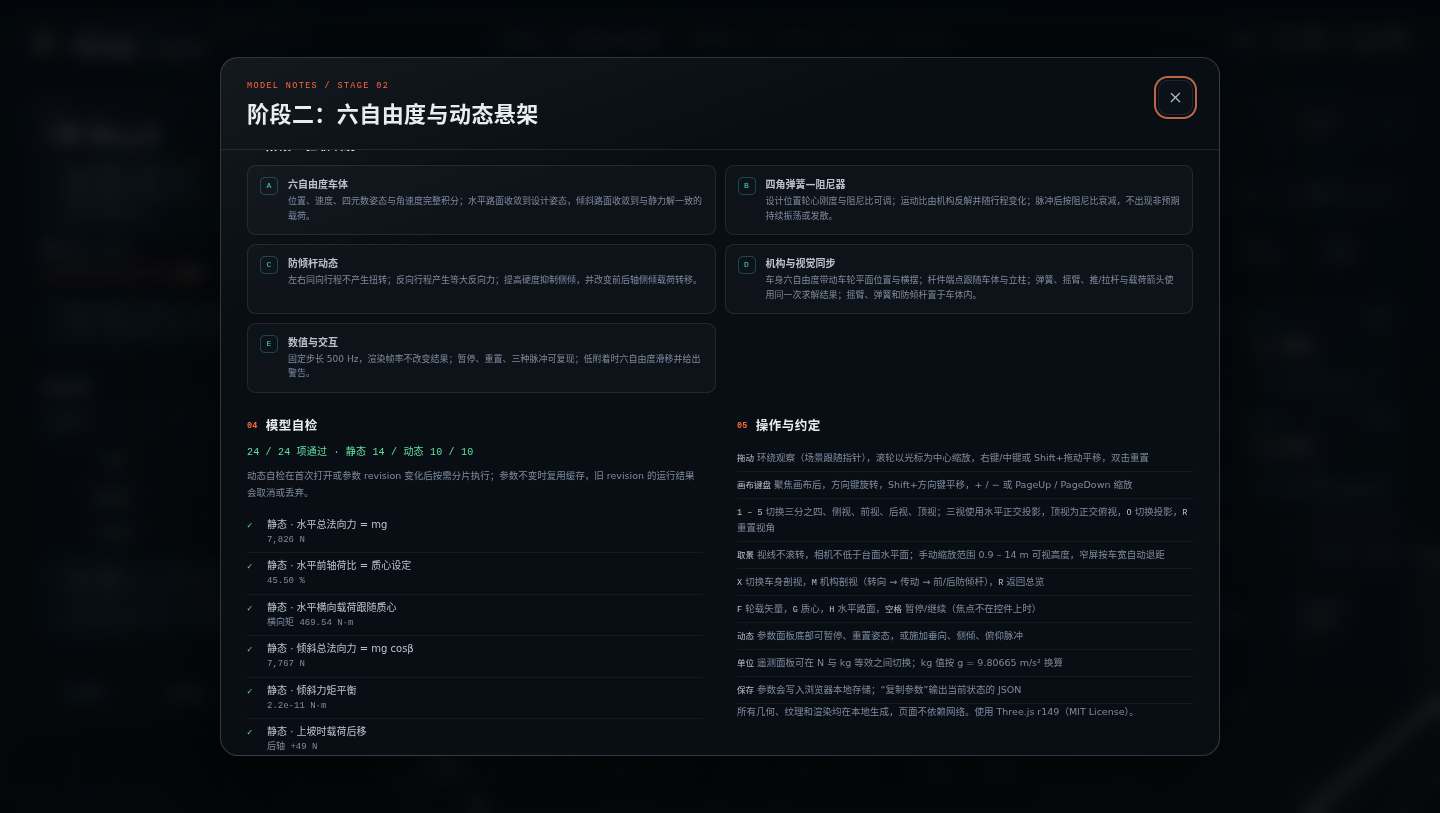 MODEL NOTES / STAGE 02
阶段二：六自由度与动态悬架
×
A
六自由度车体
位置、速度、四元数姿态与角速度完整积分；水平路面收敛到设计姿态，倾斜路面收敛到与静力解一致的
载荷。
B
四角弹簧—阻尼器
设计位置轮心刚度与阻尼比可调；运动比由机构反解并随行程变化；脉冲后按阻尼比衰减，不出现非预期
持续振荡或发散。
C
防倾杆动态
左右同向行程不产生扭转；反向行程产生等大反向力；提高硬度抑制侧倾，并改变前后轴侧倾载荷转移。
D
机构与视觉同步
车身六自由度带动车轮平面位置与横摆；杆件端点跟随车体与立柱；弹簧、摇臂、推/拉杆与载荷箭头使
用同一次求解结果；摇臂、弹簧和防倾杆置于车体内。
E
数值与交互
固定步长 500 Hz，渲染帧率不改变结果；暂停、重置、三种脉冲可复现；低附着时六自由度滑移并给出
警告。
04 模型自检
24 / 24 项通过 · 静态 14 / 动态 10 / 10
动态自检在首次打开或参数 revision 变化后按需分片执行；参数不变时复用缓存，旧 revision 的运行结果
会取消或丢弃。
✓ 静态 · 水平总法向力 = mg
7,826 N
✓ 静态 · 水平前轴荷比 = 质心设定
45.50 %
✓ 静态 · 水平横向载荷跟随质心
横向矩 469.54 N·m
✓ 静态 · 倾斜总法向力 = mg cosβ
7,767 N
✓ 静态 · 倾斜力矩平衡
2.2e-11 N·m
✓ 静态 · 上坡时载荷后移
后轴 +49 N
05 操作与约定
拖动 环绕观察（场景跟随指针），滚轮以光标为中心缩放，右键/中键或 Shift+拖动平移，双击重置
画布键盘 聚焦画布后，方向键旋转，Shift+方向键平移，+ / − 或 PageUp / PageDown 缩放
1 – 5 切换三分之四、侧视、前视、后视、顶视；三视使用水平正交投影，顶视为正交俯视，O 切换投影，R
重置视角
取景 视线不滚转，相机不低于台面水平面；手动缩放范围 0.9 – 14 m 可视高度，窄屏按车宽自动退距
X 切换车身剖视，M 机构剖视（转向 → 传动 → 前/后防倾杆），R 返回总览
F 轮载矢量，G 质心，H 水平路面，空格 暂停/继续（焦点不在控件上时）
动态 参数面板底部可暂停、重置姿态，或施加垂向、侧倾、俯仰脉冲
单位 遥测面板可在 N 与 kg 等效之间切换；kg 值按 g = 9.80665 m/s² 换算
保存 参数会写入浏览器本地存储；“复制参数”输出当前状态的 JSON
所有几何、纹理和渲染均在本地生成，页面不依赖网络。使用 Three.js r149（MIT License）。